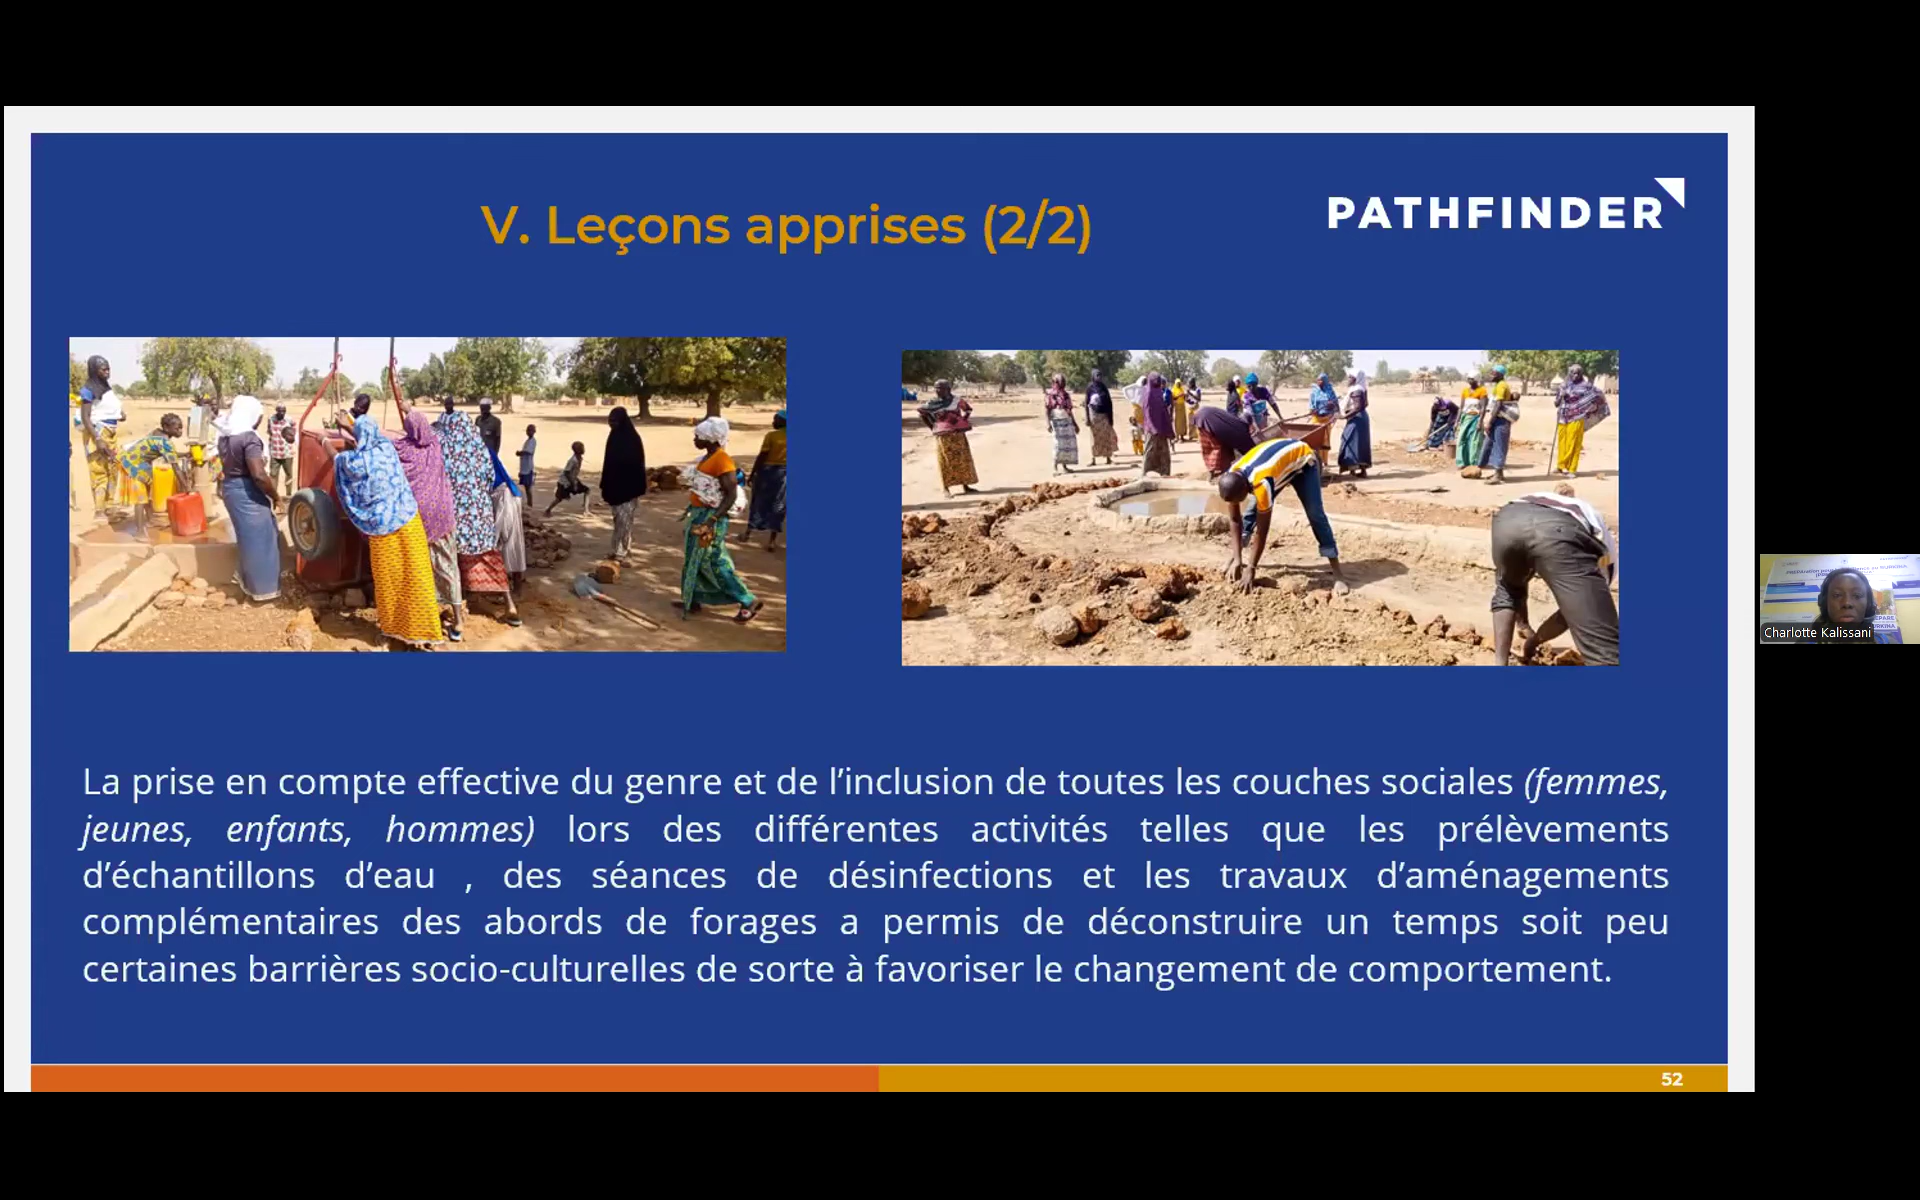 V. Leçons apprises (2/2)
PATHFINDER
La prise en compte effective du genre et de l’inclusion de toutes les couches sociales (femmes,
jeunes, enfants, hommes) lors des différentes activités telles que les prélèvements
d’échantillons d’eau , des séances de désinfections et les travaux d’aménagements
complémentaires des abords de forages a permis de déconstruire un temps soit peu
certaines barrières socio-culturelles de sorte à favoriser le changement de comportement.
52
Charlotte Kalissani